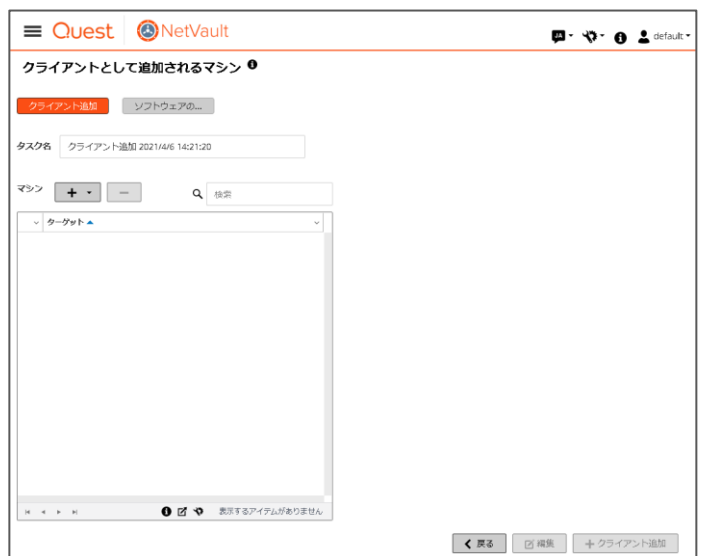 Quest NetVault
JA default
クライアントとして追加されるマシン
クライアント追加 ソフトウェアの...
タスク名 クライアント追加 2021/4/6 14:21:20
マシン 検索
ターゲット
表示するアイテムがありません
戻る 編集 クライアント追加